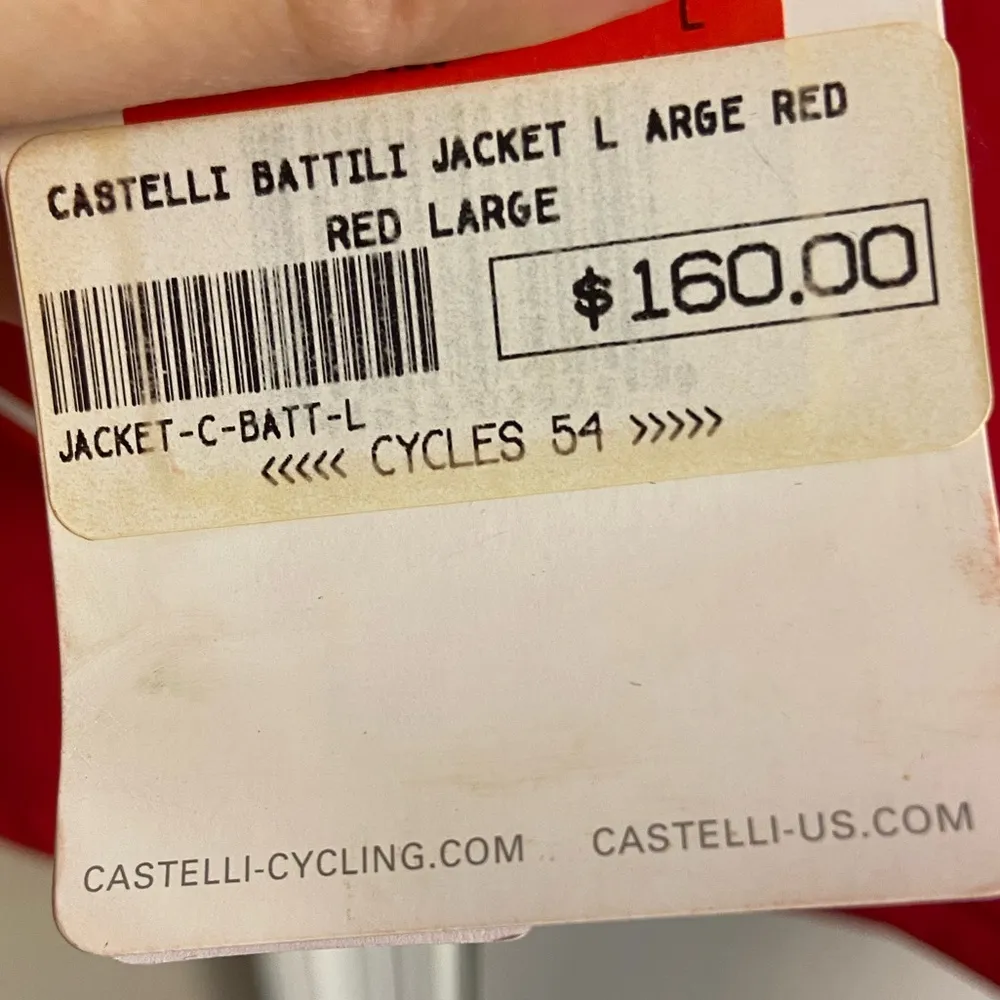 L
CASTELLI BATTILI JACKET L ARGE RED
RED LARGE
$160.00
JACKET-C-BATT-L
<<<<< CYCLES 54 >>>>>
CASTELLI-CYCLING.COM
CASTELLI-US.COM